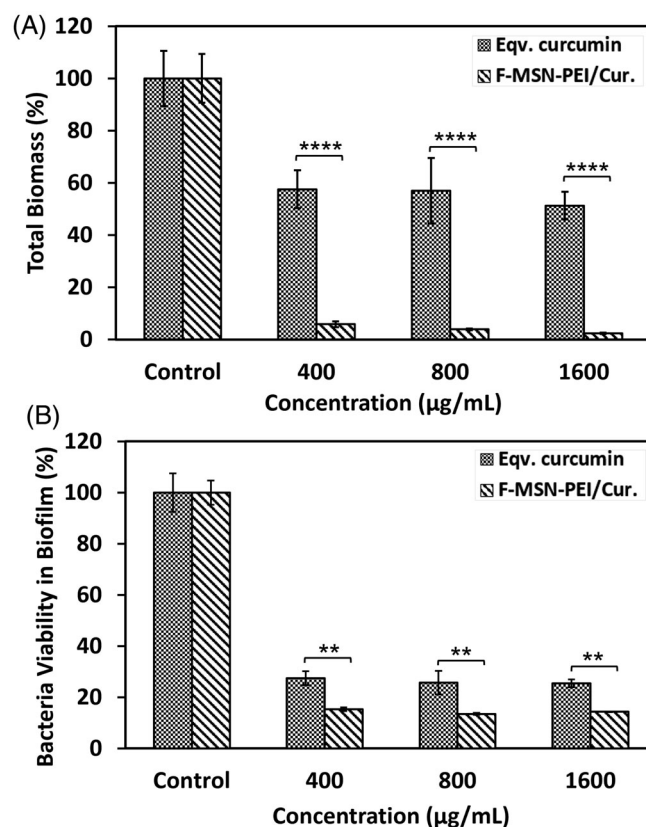 (A)
120
100
80
60
40
20
0
Total Biomass (%)
Eqv. curcumin
F-MSN-PEI/Cur.
**** **** ****
Control 400 800 1600
Concentration (μg/mL)
(B)
120
100
80
60
40
20
0
Bacteria Viability in Biofilm (%)
Eqv. curcumin
F-MSN-PEI/Cur.
** ** **
Control 400 800 1600
Concentration (μg/mL)